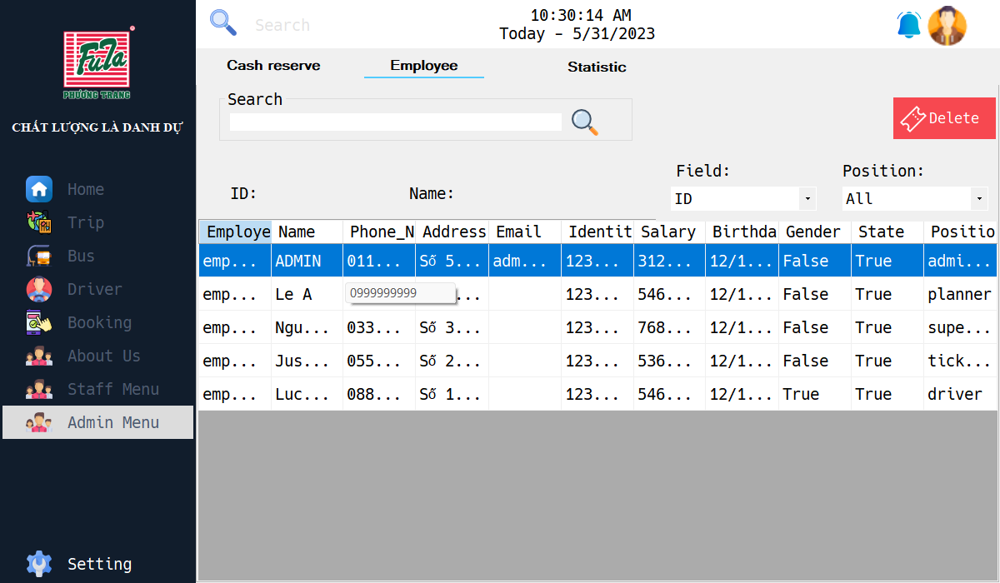 FuTa
PHƯƠNG TRANG
CHẤT LƯỢNG LÀ DANH DỰ
Home
Trip
Bus
Driver
Booking
About Us
Staff Menu
Admin Menu
Setting
Search
10:30:14 AM
Today - 5/31/2023
Cash reserve Employee Statistic
Search
Delete
ID: Name:
Field: Position:
ID All
Employe Name Phone_N Address Email Identit Salary Birthda Gender State Positio
emp... ADMIN 011... Số 5... adm... 123... 312... 12/1... False True admi...
emp... Le A 0999999999 ... 123... 546... 12/1... False True planner
emp... Ngu... 033... Số 3... 123... 768... 12/1... False True supe...
emp... Jus... 055... Số 2... 123... 536... 12/1... False True tick...
emp... Luc... 088... Số 1... 123... 546... 12/1... True True driver